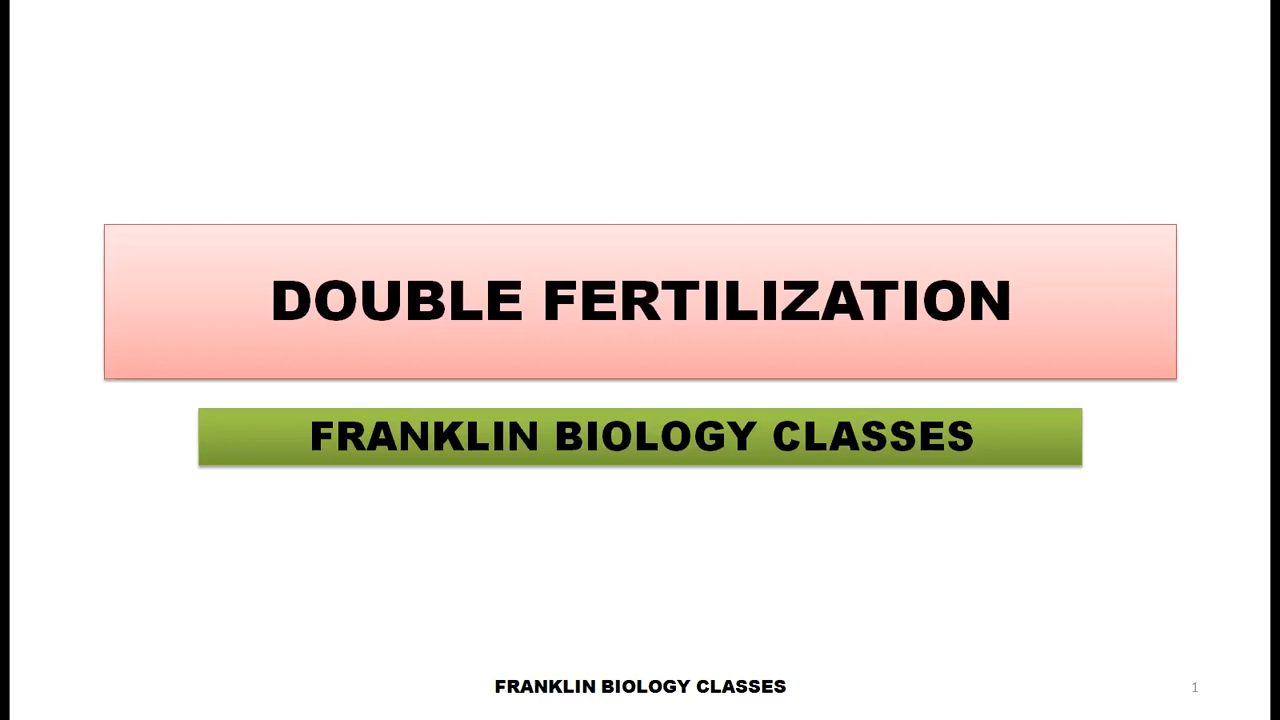 DOUBLE FERTILIZATION
FRANKLIN BIOLOGY CLASSES
FRANKLIN BIOLOGY CLASSES
1